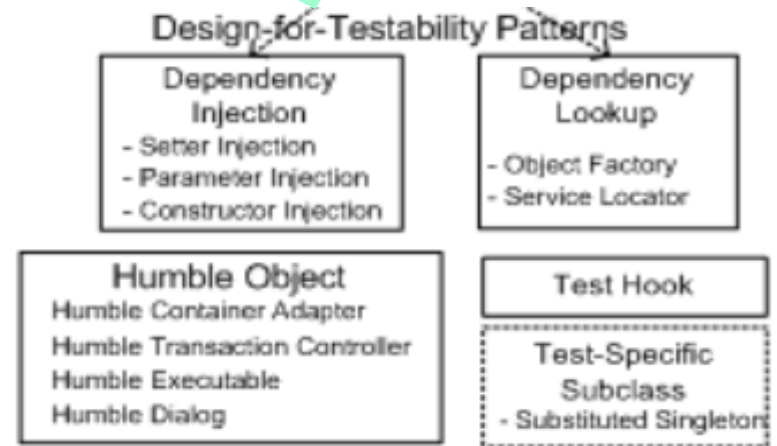 Design-for-Testability Patterns
Dependency
Injection
- Setter Injection
- Parameter Injection
- Constructor Injection
Dependency
Lookup
- Object Factory
- Service Locator
Humble Object
Humble Container Adapter
Humble Transaction Controller
Humble Executable
Humble Dialog
Test Hook
Test-Specific
Subclass
- Substituted Singleton